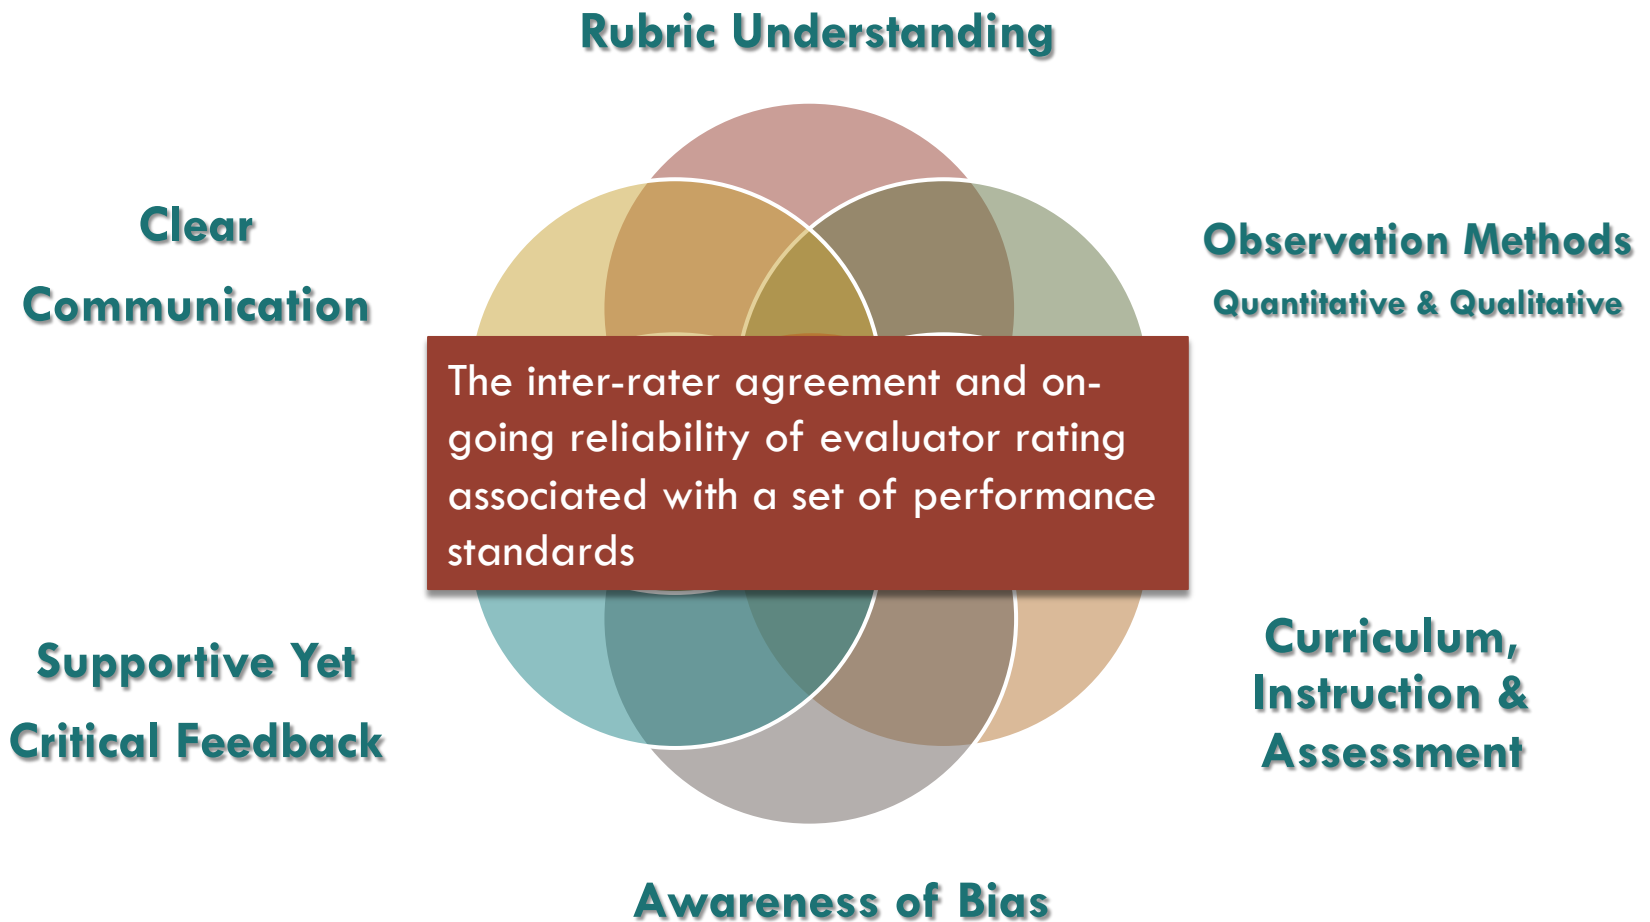 Rubric Understanding
Clear
Communication
Observation Methods
Quantitative & Qualitative
The inter-rater agreement and on-
going reliability of evaluator rating
associated with a set of performance
standards
Supportive Yet
Critical Feedback
Curriculum,
Instruction &
Assessment
Awareness of Bias